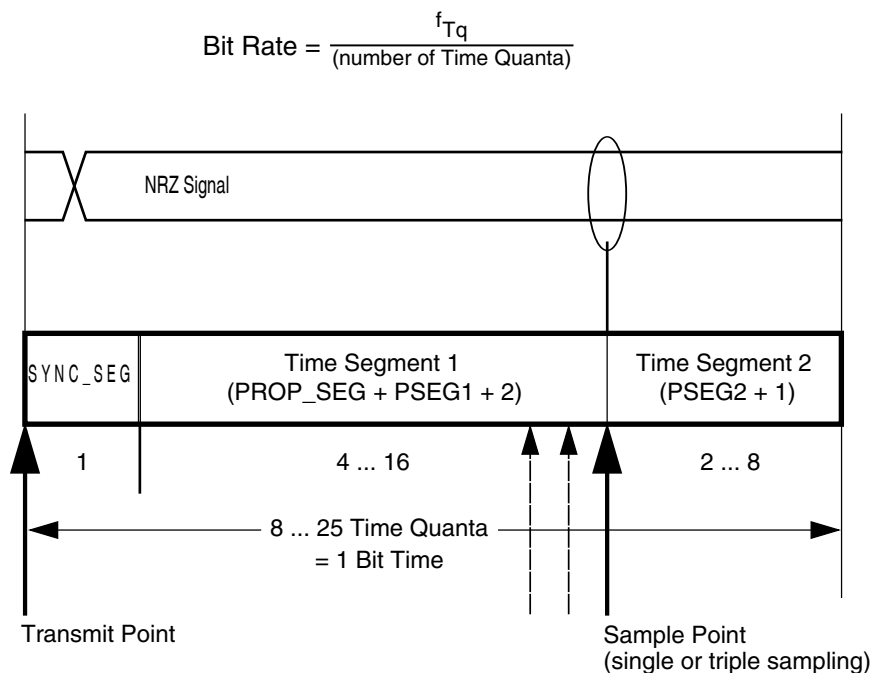 Bit Rate = fTq
(number of Time Quanta)
NRZ Signal
SYNC_SEG
Time Segment 1
(PROP_SEG + PSEG1 + 2)
Time Segment 2
(PSEG2 + 1)
1
4 ... 16
2 ... 8
8 ... 25 Time Quanta
= 1 Bit Time
Transmit Point
Sample Point
(single or triple sampling)